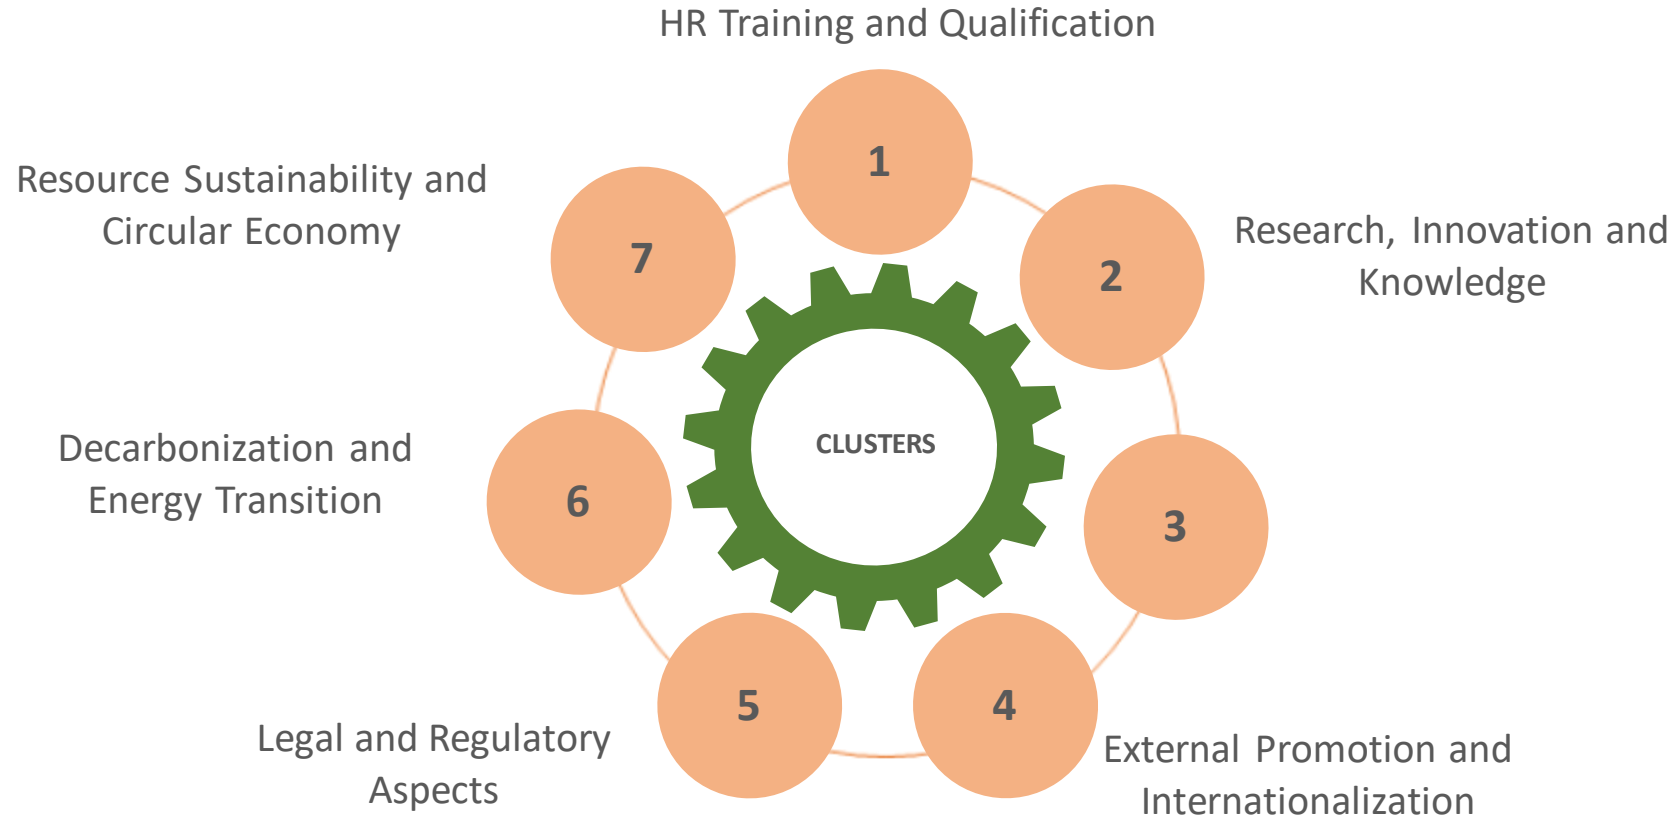 HR Training and Qualification
1
Research, Innovation and
Knowledge
2
3
External Promotion and
Internationalization
4
Legal and Regulatory
Aspects
5
Decarbonization and
Energy Transition
6
Resource Sustainability and
Circular Economy
7
CLUSTERS